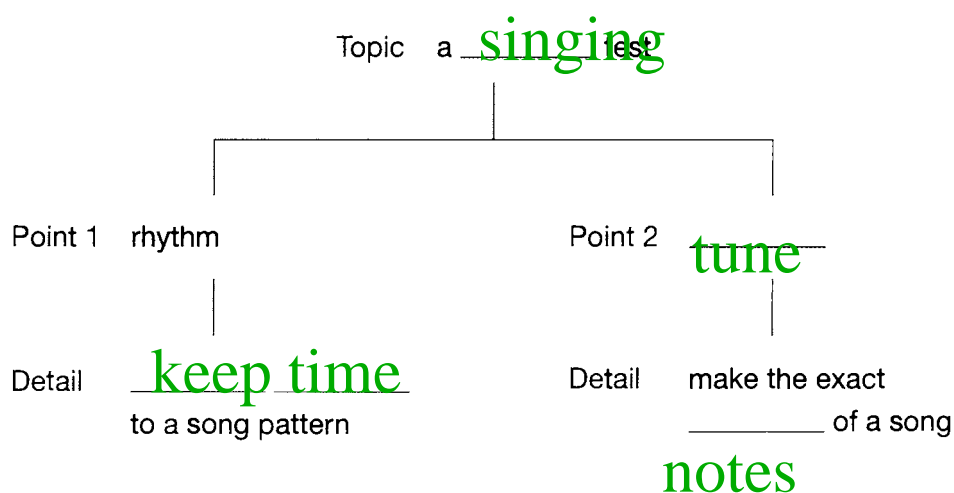 Topic a singing test
Point 1 rhythm
Point 2 tune
Detail keep time
to a song pattern
Detail make the exact
notes of a song